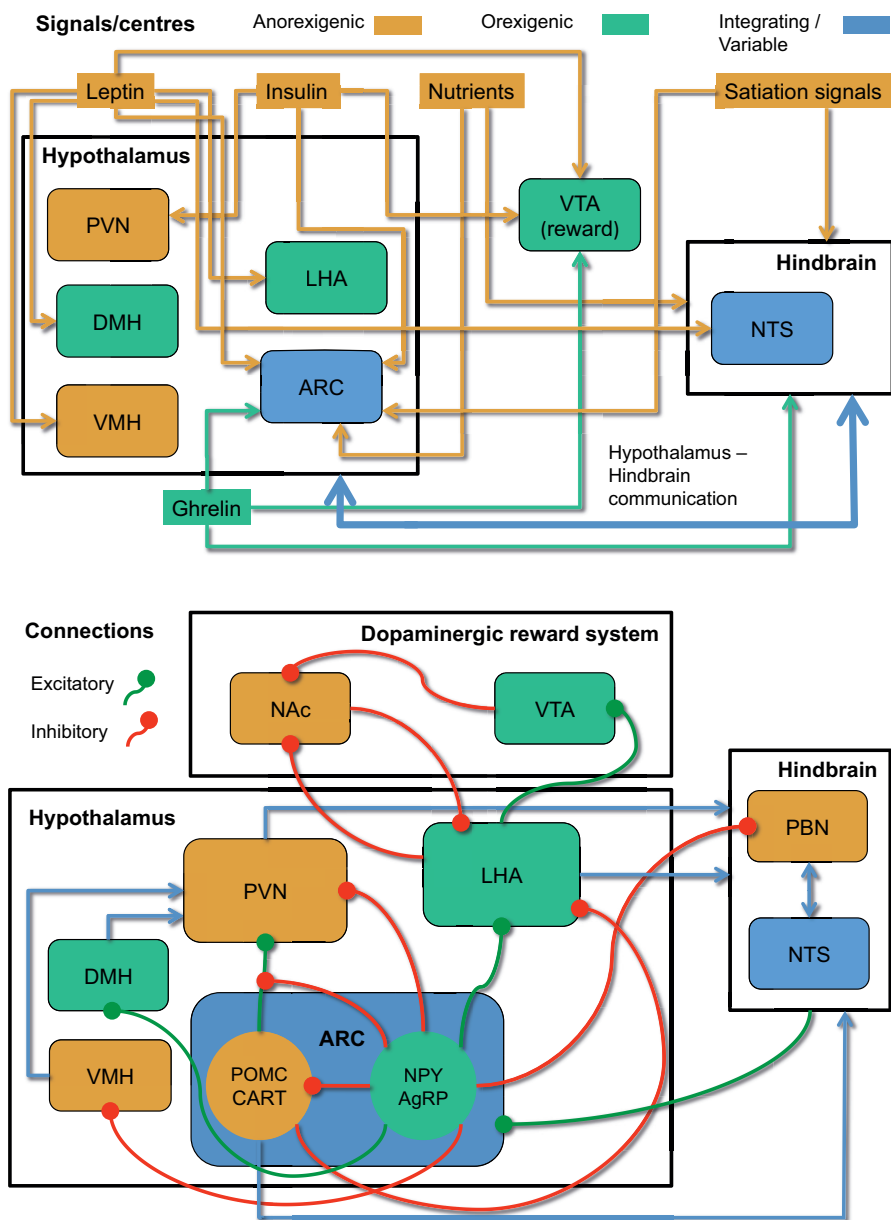 Signals/centres
Anorexigenic
Orexigenic
Integrating /
Variable
Leptin
Insulin
Nutrients
Satiation signals
Hypothalamus
PVN
LHA
DMH
ARC
VMH
VTA
(reward)
Hindbrain
NTS
Hypothalamus –
Hindbrain
communication
Ghrelin
Connections
Excitatory
Inhibitory
Dopaminergic reward system
NAc
VTA
Hypothalamus
PVN
LHA
DMH
VMH
ARC
POMC
CART
NPY
AgRP
Hindbrain
PBN
NTS